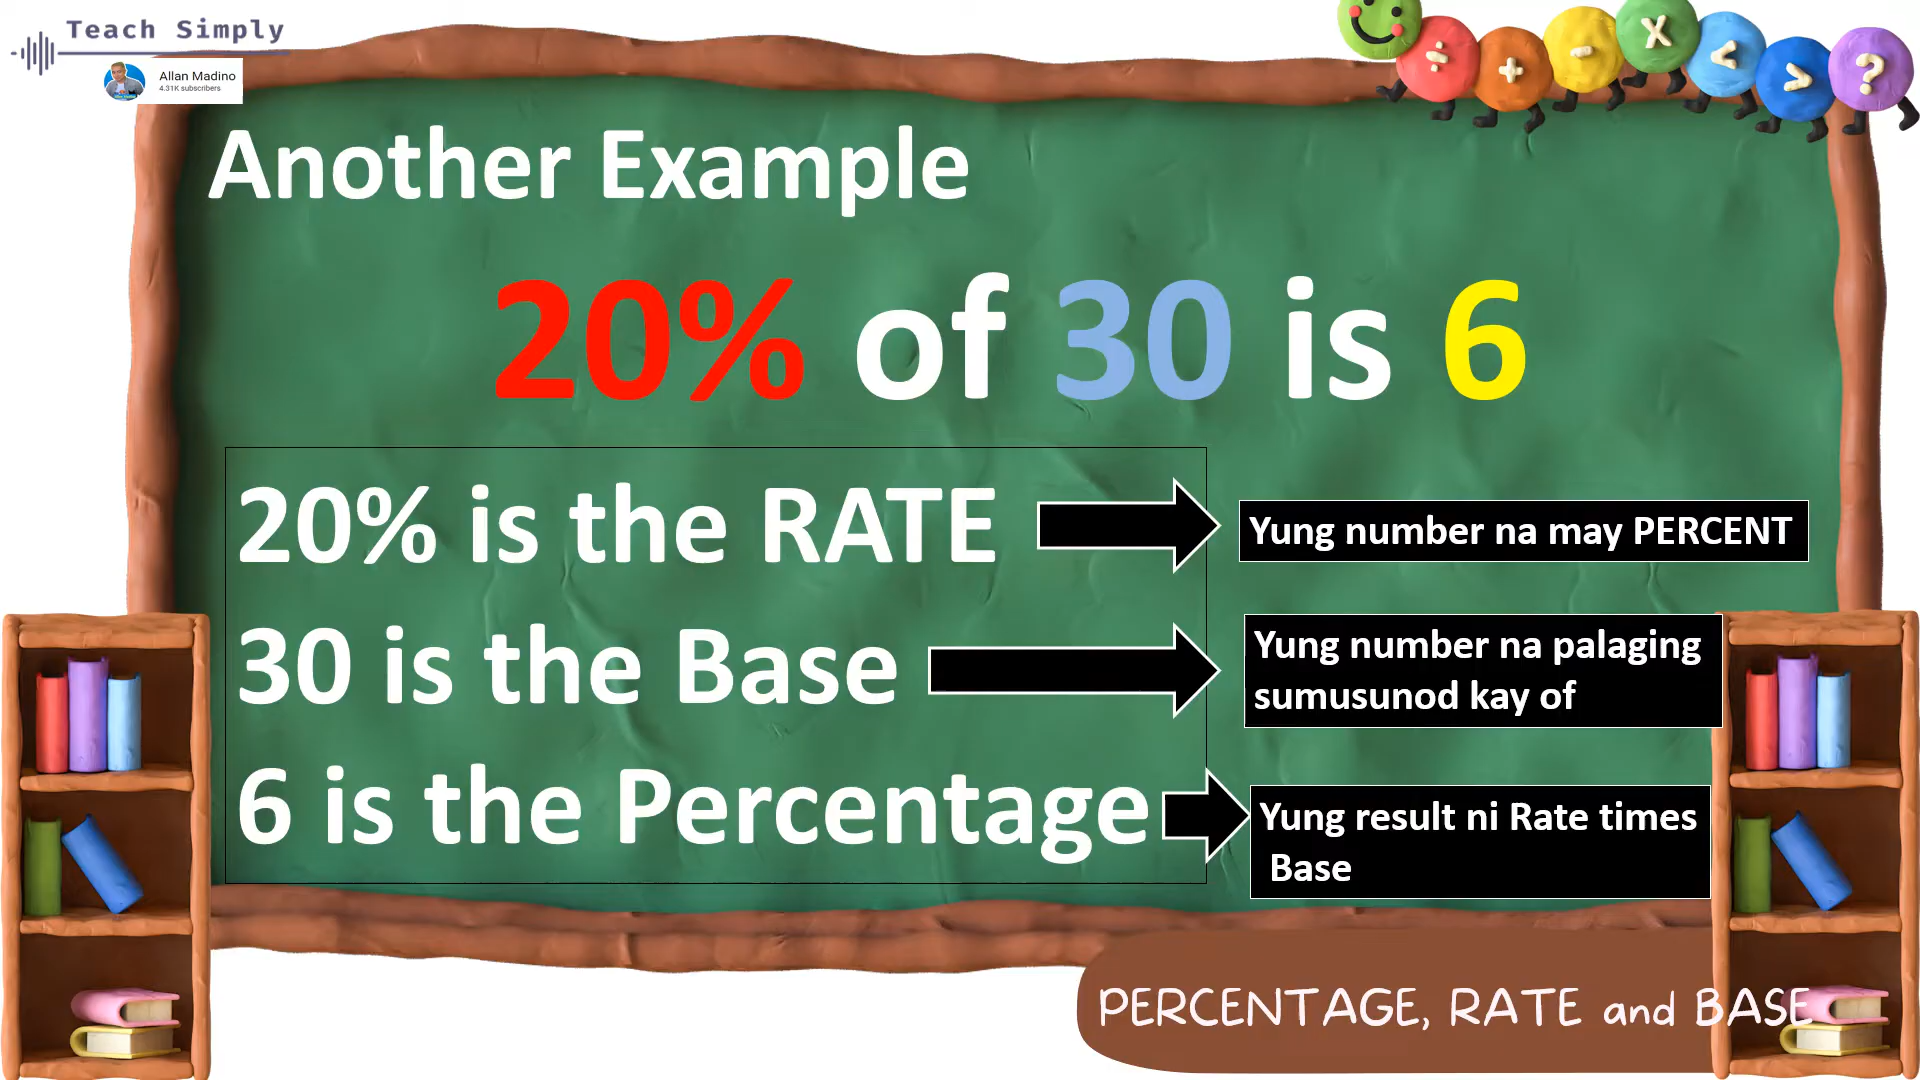 Teach Simply
Allan Madino
4.31K subscribers
÷ + - x < > ?
Another Example
20% of 30 is 6
20% is the RATE
Yung number na may PERCENT
30 is the Base
Yung number na palaging
sumusunod kay of
6 is the Percentage
Yung result ni Rate times
Base
PERCENTAGE, RATE and BASE